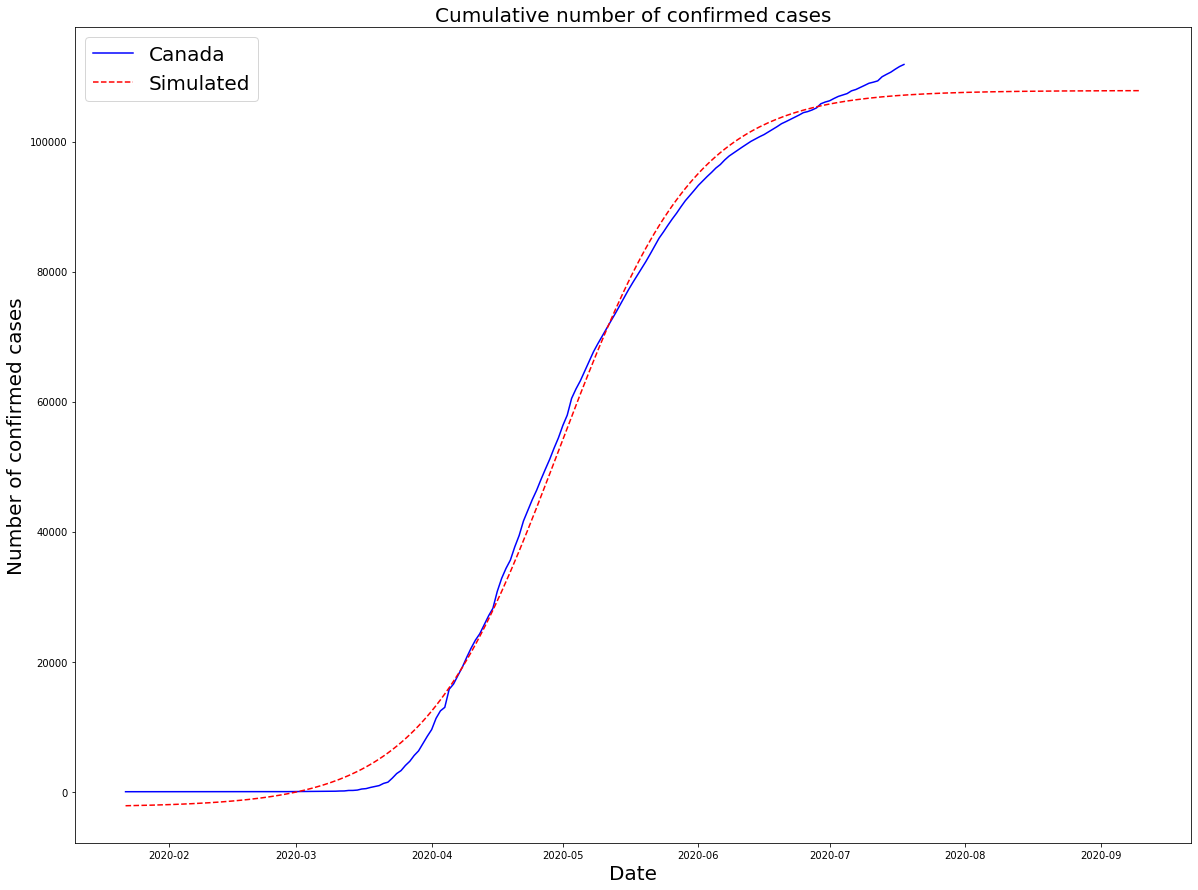 Cumulative number of confirmed cases
Canada
Simulated
Number of confirmed cases
100000
80000
60000
40000
20000
0
2020-02 2020-03 2020-04 2020-05 2020-06 2020-07 2020-08 2020-09
Date